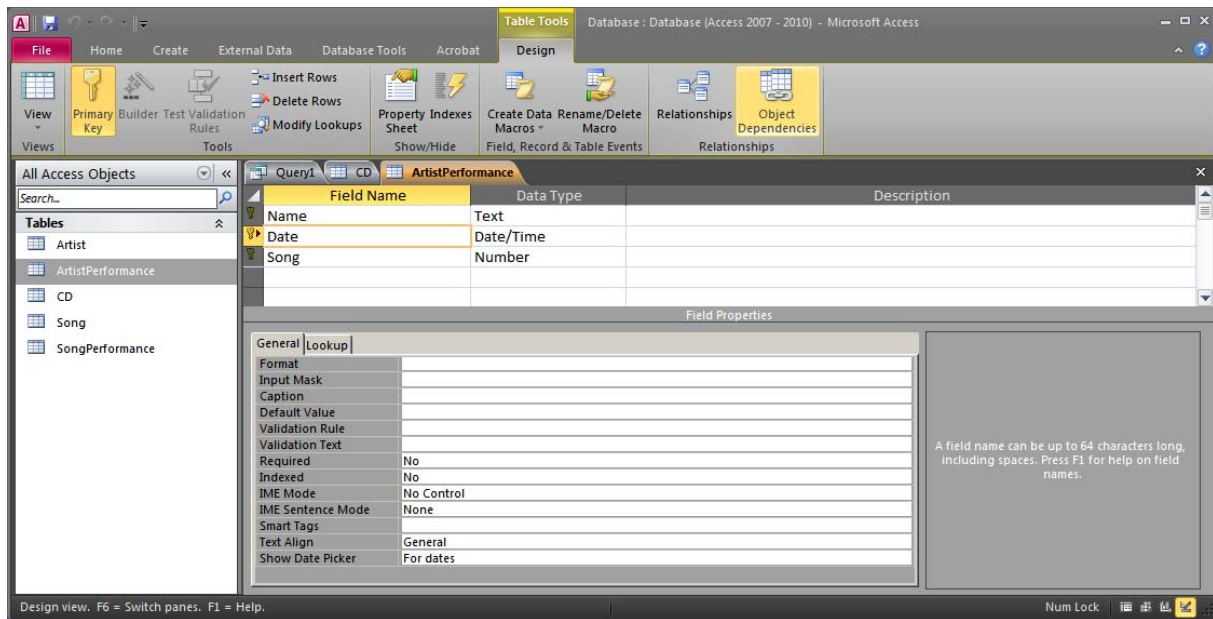 A
Table Tools
Database : Database (Access 2007 - 2010) - Microsoft Access
File Home Create External Data Database Tools Acrobat Design
View
Views
Primary Key
Builder
Test Validation Rules
Insert Rows
Delete Rows
Modify Lookups
Tools
Property Sheet
Indexes
Show/Hide
Create Data Macros
Rename/Delete Macro
Field, Record & Table Events
Relationships
Object Dependencies
Relationships
All Access Objects
Search...
Tables
Artist
ArtistPerformance
CD
Song
SongPerformance
Query1 CD ArtistPerformance
Field Name Data Type Description
Name Text
Date Date/Time
Song Number
Field Properties
General Lookup
Format
Input Mask
Caption
Default Value
Validation Rule
Validation Text
Required No
Indexed No
IME Mode No Control
IME Sentence Mode None
Smart Tags
Text Align General
Show Date Picker For dates
A field name can be up to 64 characters long,
including spaces. Press F1 for help on field
names.
Design view. F6 = Switch panes. F1 = Help.
Num Lock